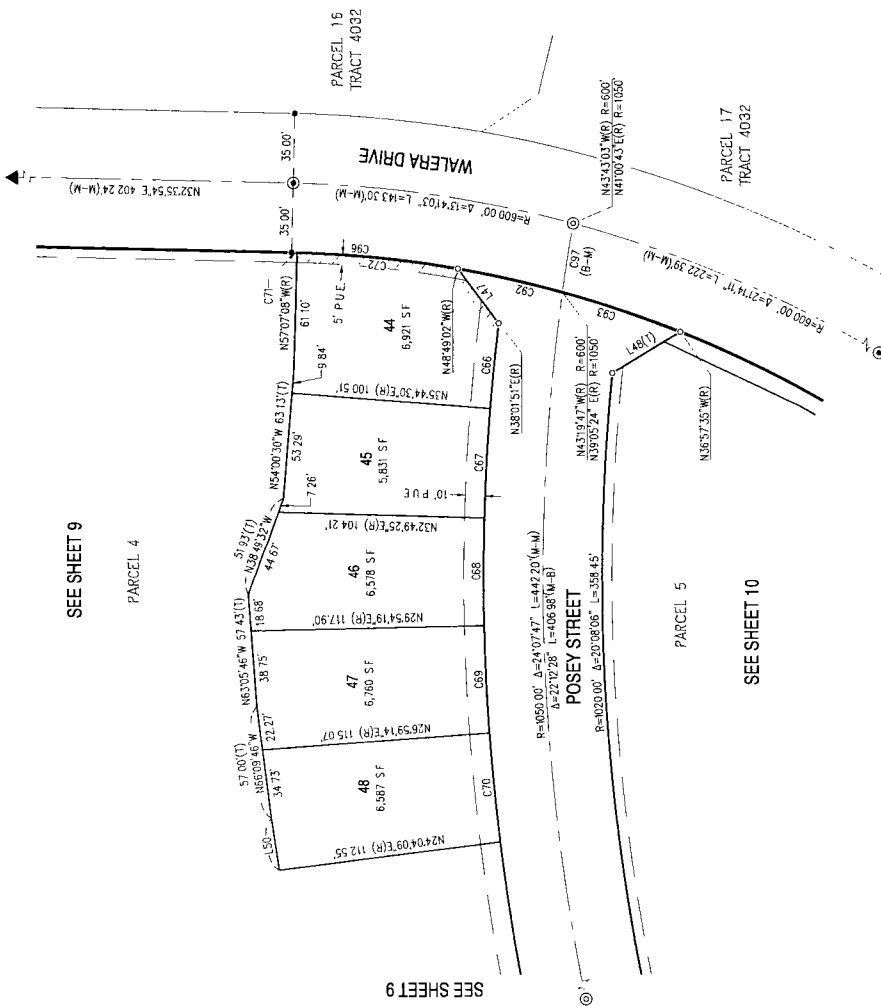 SEE SHEET 9
PARCEL 4
PARCEL 16
TRACT 4032
N32°35'54"E 402.24'(M-M)
35.00'
35.00'
WALERA DRIVE
R=600.00' Δ=13°41'03" L=143.30'(M-M)
N43°43'03"W(R) R=600'
N41°00'43"E(R) R=1050'
PARCEL 17
TRACT 4032
R=600.00' Δ=21°14'11" L=222.39'(M-M)
C96
C72
C71
5' P.U.E.
N57°07'08"W(R)
61.10'
9.84'
44
6,921 SF
N48°49'02"W(R)
L47
C92
C97
(B-M)
C93
N54°00'30"W 63.13'(T)
53.29'
7.26'
N35°44'30"E(R) 100.51'
C66
N38°01'51"E(R)
L48(T)
N43°19'47"W(R) R=600'
N39°05'24" E(R) R=1050'
N36°57'35"W(R)
45
5,831 SF
10' P.U.E.
C67
51.93'(T)
N38°49'32"W
44.67'
N32°49'25"E(R) 104.21'
46
6,578 SF
C68
N63°05'46"W 57.43'(T)
18.68'
38.75'
N29°54'19"E(R) 117.90'
47
6,760 SF
C69
57.00'(T)
N66°09'46"W
22.27'
34.73'
N26°59'14"E(R) 115.07'
48
6,587 SF
C70
L50
N24°04'09"E(R) 112.55'
R=1050.00' Δ=24°07'47" L=442.20'(M-M)
Δ=22°12'28" L=406.98'(M-B)
POSEY STREET
R=1020.00' Δ=20°08'06" L=358.45'
PARCEL 5
SEE SHEET 10
SEE SHEET 9